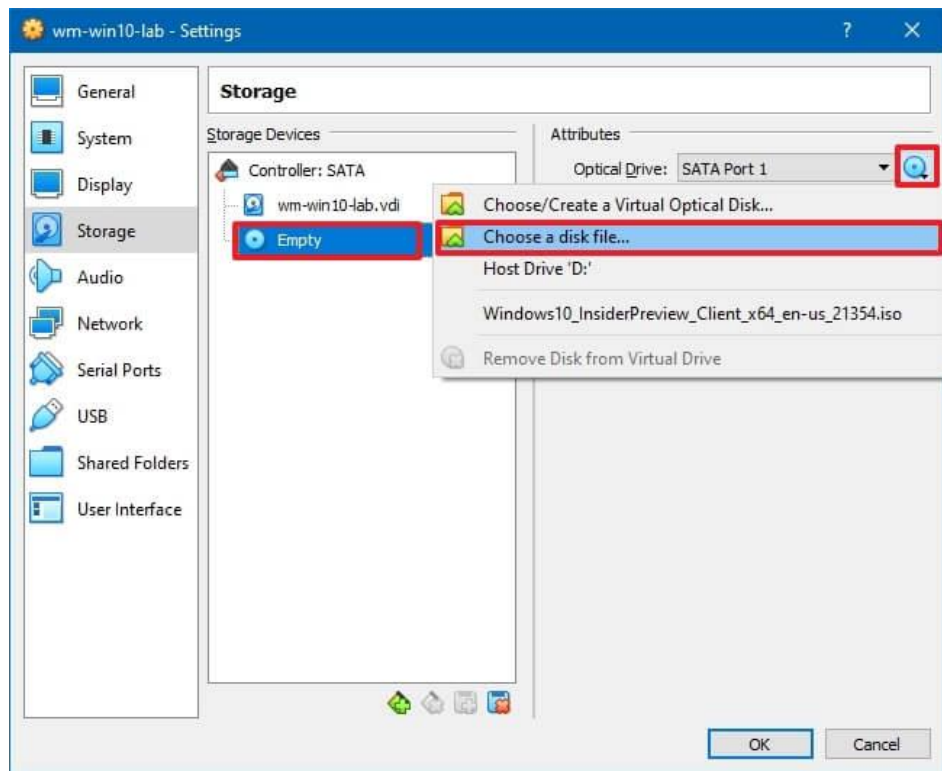 wm-win10-lab - Settings
?
General
System
Display
Storage
Audio
Network
Serial Ports
USB
Shared Folders
User Interface
Storage
Storage Devices
Controller: SATA
wm-win10-lab.vdi
Empty
Attributes
Optical Drive: SATA Port 1
Choose/Create a Virtual Optical Disk...
Choose a disk file...
Host Drive 'D:'
Windows10_InsiderPreview_Client_x64_en-us_21354.iso
Remove Disk from Virtual Drive
OK
Cancel